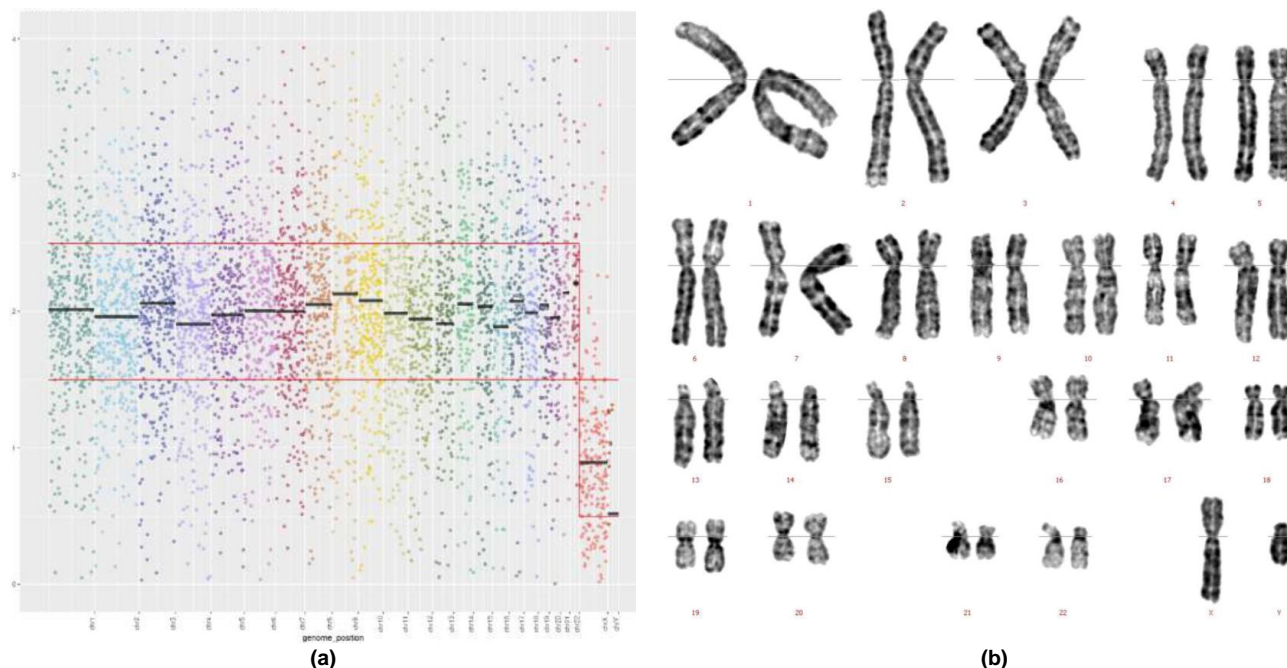 4
3
2
1
0
chr1 chr2 chr3 chr4 chr5 chr6 chr7 chr8 chr9 chr10 chr11 chr12 chr13 chr14 chr15 chr16 chr17 chr18 chr19 chr20 chr21 chr22 chrX chrY
genome_position
(a)
1 2 3 4 5
6 7 8 9 10 11 12
13 14 15 16 17 18
19 20 21 22 X Y
(b)